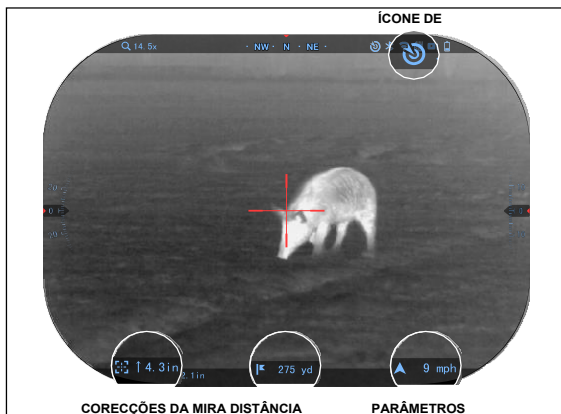 ÍCONE DE
14.5x
· NW · N · NE ·
0
↑4.3in
2.1in
275 yd
9 mph
CORECÇÕES DA MIRA DISTÂNCIA PARÂMETROS